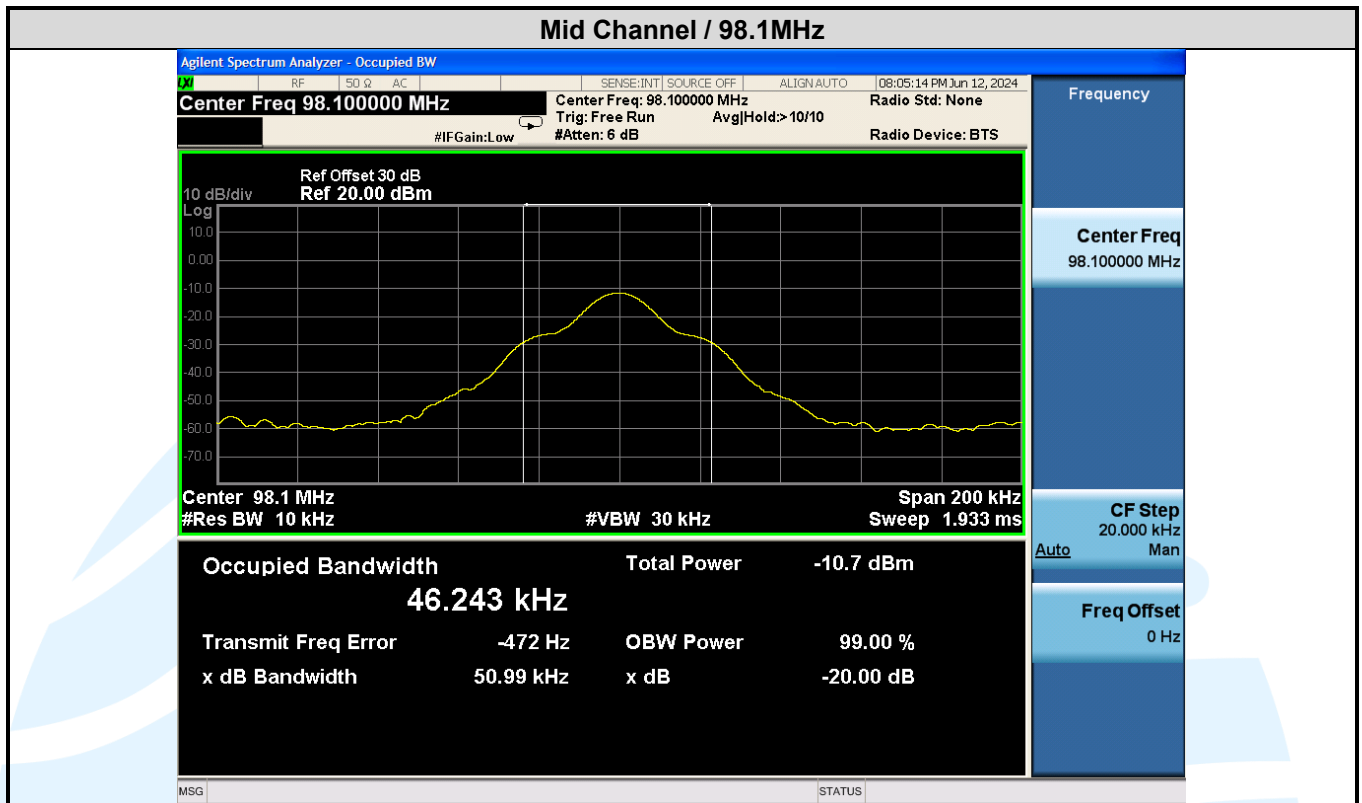 Mid Channel / 98.1MHz
Agilent Spectrum Analyzer - Occupied BW
LXI RF 50 Ω AC SENSE:INT SOURCE OFF ALIGN AUTO 08:05:14 PM Jun 12, 2024
Center Freq 98.100000 MHz
Center Freq: 98.100000 MHz Radio Std: None
Trig: Free Run Avg|Hold:> 10/10
#IFGain:Low #Atten: 6 dB Radio Device: BTS
Ref Offset 30 dB
10 dB/div Ref 20.00 dBm
Log
10.0
0.00
-10.0
-20.0
-30.0
-40.0
-50.0
-60.0
-70.0
Center 98.1 MHz Span 200 kHz
#Res BW 10 kHz #VBW 30 kHz Sweep 1.933 ms
Occupied Bandwidth Total Power -10.7 dBm
46.243 kHz
Transmit Freq Error -472 Hz OBW Power 99.00 %
x dB Bandwidth 50.99 kHz x dB -20.00 dB
Frequency
Center Freq
98.100000 MHz
CF Step
20.000 kHz
Auto Man
Freq Offset
0 Hz
MSG STATUS